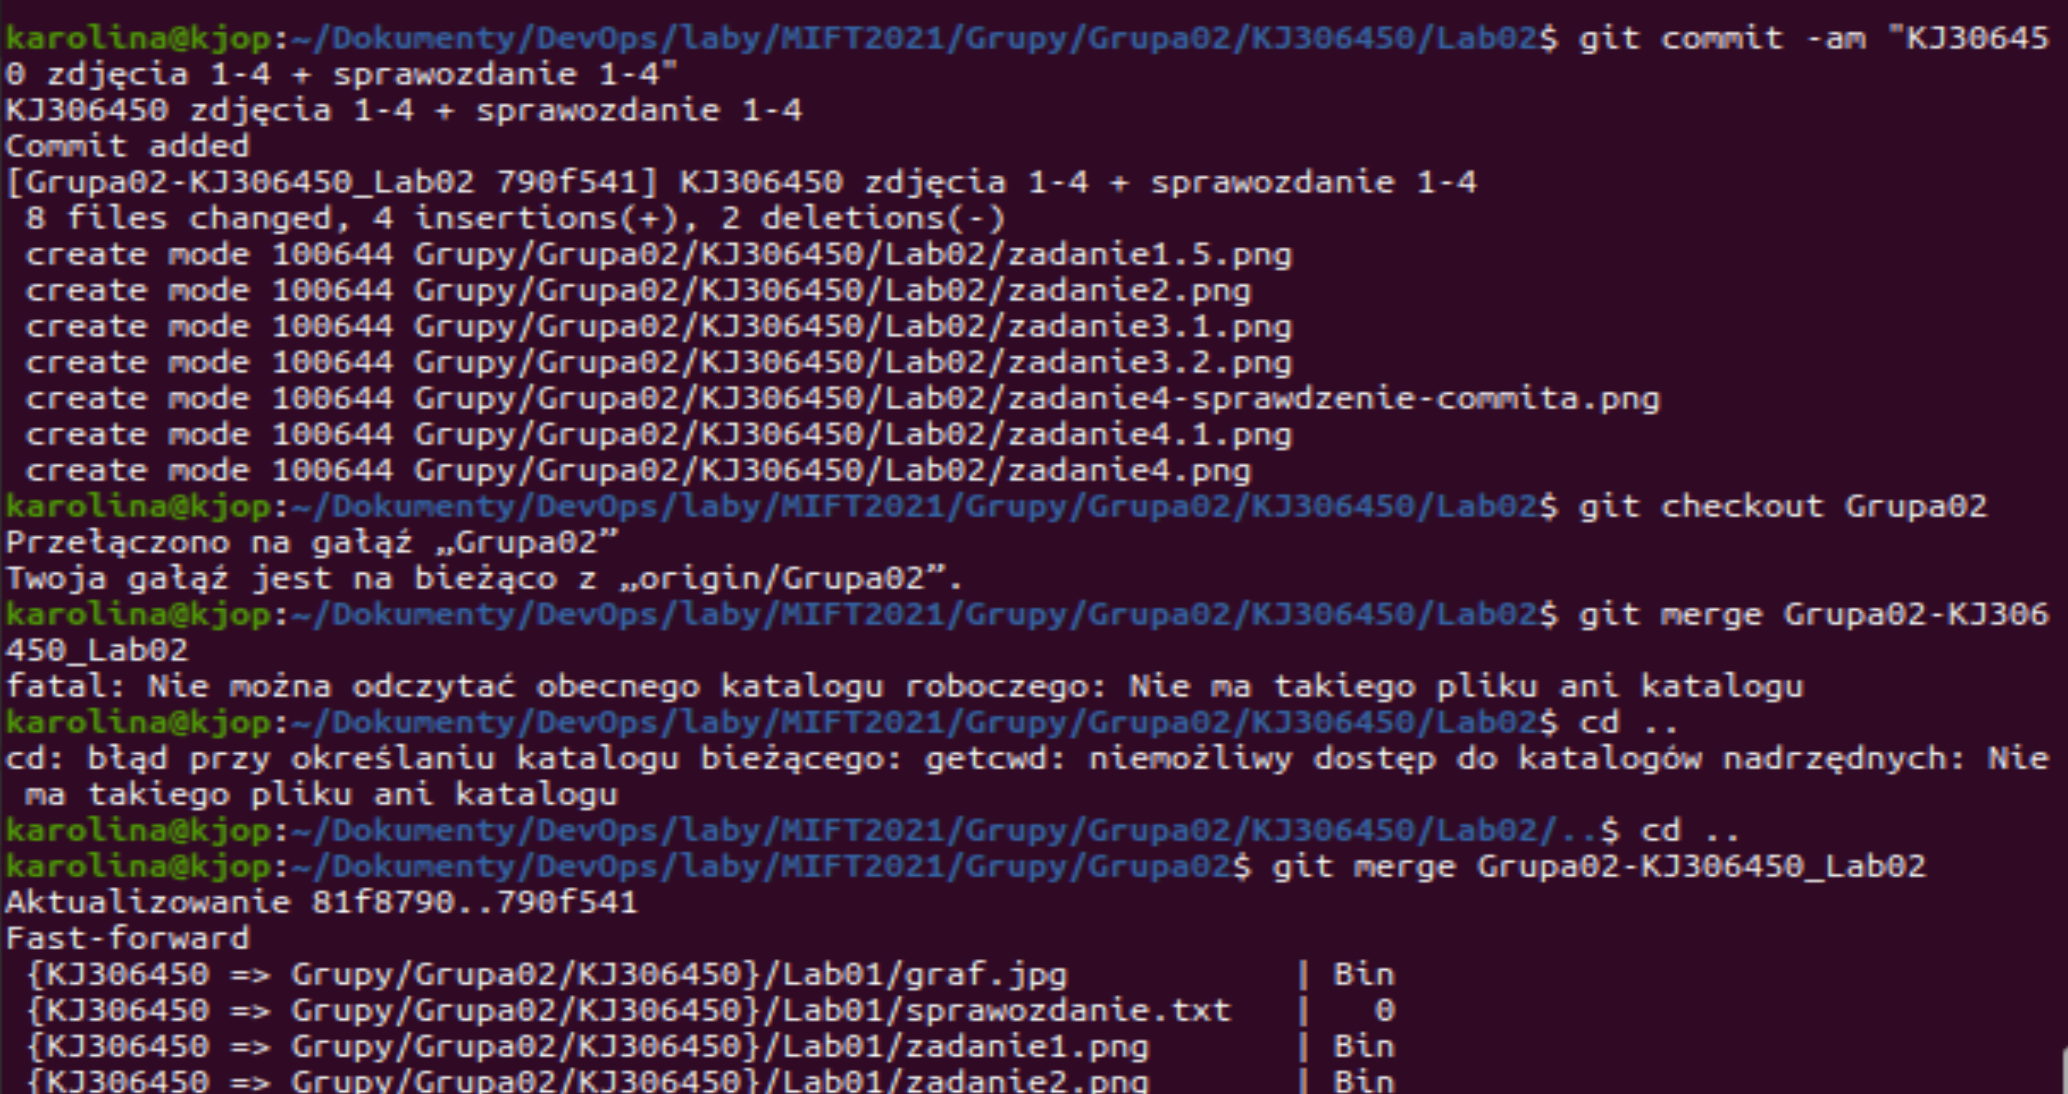 karolina@kjop:~/Dokumenty/DevOps/laby/MIFT2021/Grupy/Grupa02/KJ306450/Lab02$ git commit -am "KJ30645
0 zdjęcia 1-4 + sprawozdanie 1-4"
KJ306450 zdjęcia 1-4 + sprawozdanie 1-4
Commit added
[Grupa02-KJ306450_Lab02 790f541] KJ306450 zdjęcia 1-4 + sprawozdanie 1-4
 8 files changed, 4 insertions(+), 2 deletions(-)
 create mode 100644 Grupy/Grupa02/KJ306450/Lab02/zadanie1.5.png
 create mode 100644 Grupy/Grupa02/KJ306450/Lab02/zadanie2.png
 create mode 100644 Grupy/Grupa02/KJ306450/Lab02/zadanie3.1.png
 create mode 100644 Grupy/Grupa02/KJ306450/Lab02/zadanie3.2.png
 create mode 100644 Grupy/Grupa02/KJ306450/Lab02/zadanie4-sprawdzenie-commita.png
 create mode 100644 Grupy/Grupa02/KJ306450/Lab02/zadanie4.1.png
 create mode 100644 Grupy/Grupa02/KJ306450/Lab02/zadanie4.png
karolina@kjop:~/Dokumenty/DevOps/laby/MIFT2021/Grupy/Grupa02/KJ306450/Lab02$ git checkout Grupa02
Przełączono na gałąź „Grupa02”
Twoja gałąź jest na bieżąco z „origin/Grupa02”.
karolina@kjop:~/Dokumenty/DevOps/laby/MIFT2021/Grupy/Grupa02/KJ306450/Lab02$ git merge Grupa02-KJ306
450_Lab02
fatal: Nie można odczytać obecnego katalogu roboczego: Nie ma takiego pliku ani katalogu
karolina@kjop:~/Dokumenty/DevOps/laby/MIFT2021/Grupy/Grupa02/KJ306450/Lab02$ cd ..
cd: błąd przy określaniu katalogu bieżącego: getcwd: niemożliwy dostęp do katalogów nadrzędnych: Nie
 ma takiego pliku ani katalogu
karolina@kjop:~/Dokumenty/DevOps/laby/MIFT2021/Grupy/Grupa02/KJ306450/Lab02/..$ cd ..
karolina@kjop:~/Dokumenty/DevOps/laby/MIFT2021/Grupy/Grupa02$ git merge Grupa02-KJ306450_Lab02
Aktualizowanie 81f8790..790f541
Fast-forward
 {KJ306450 => Grupy/Grupa02/KJ306450}/Lab01/graf.jpg | Bin
 {KJ306450 => Grupy/Grupa02/KJ306450}/Lab01/sprawozdanie.txt | 0
 {KJ306450 => Grupy/Grupa02/KJ306450}/Lab01/zadanie1.png | Bin
 {KJ306450 => Grupy/Grupa02/KJ306450}/Lab01/zadanie2.png | Bin